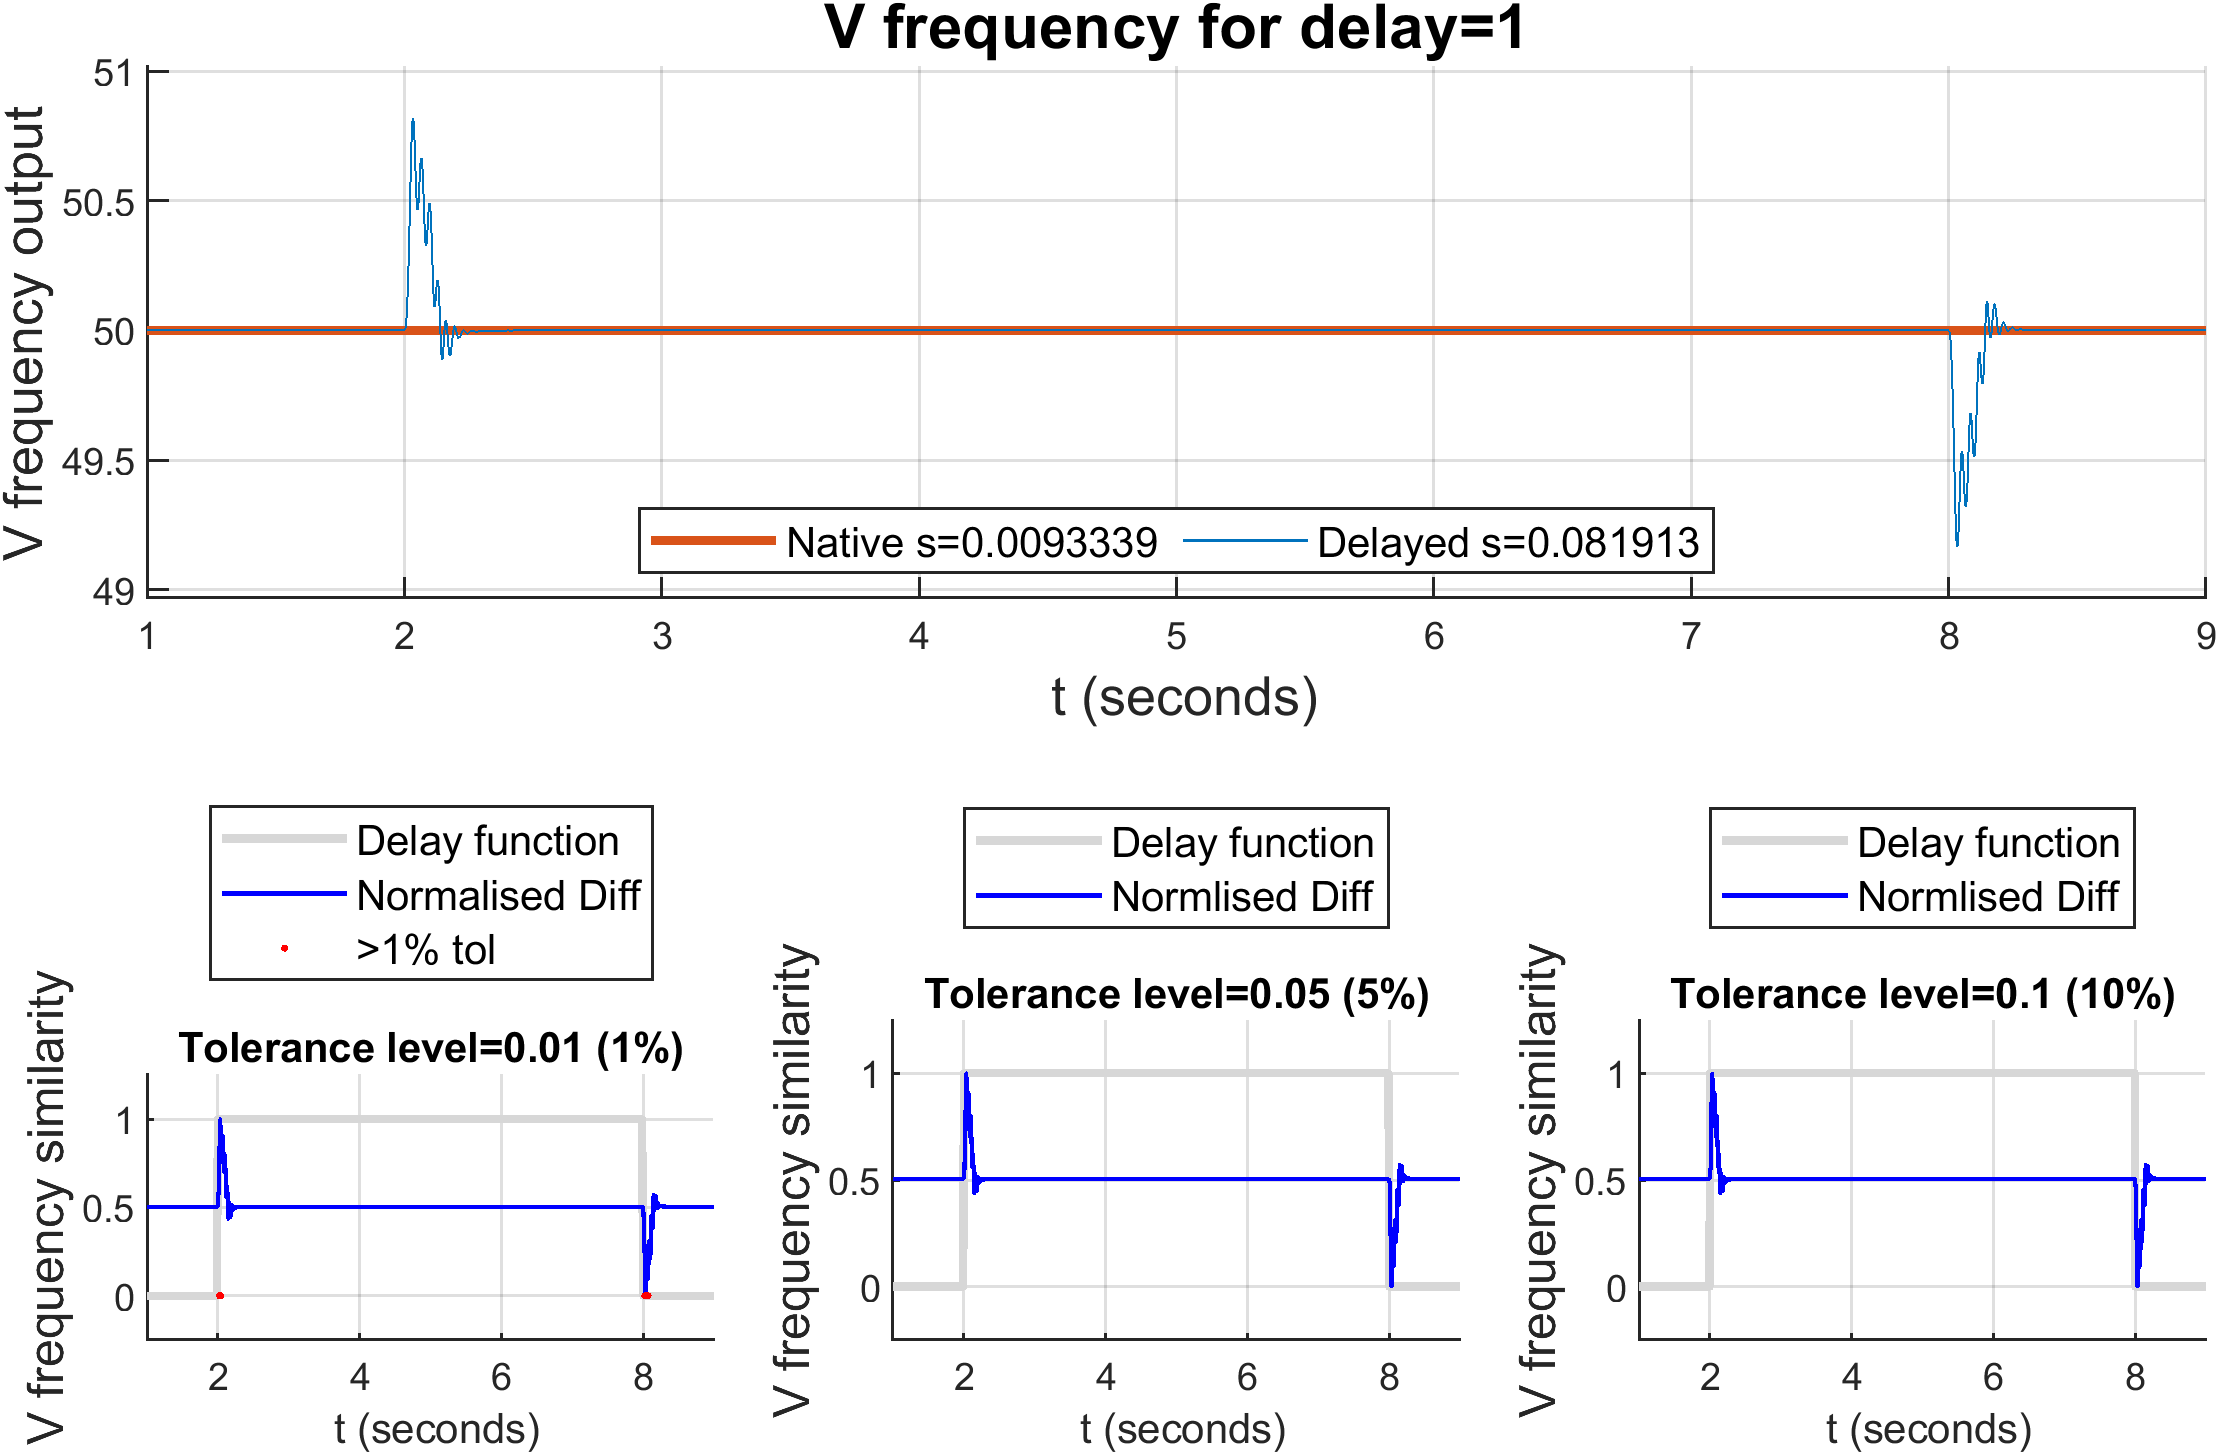 V frequency for delay=1
V frequency output
51
50.5
50
49.5
49
Native s=0.0093339 Delayed s=0.081913
1 2 3 4 5 6 7 8 9
t (seconds)
Delay function
Normalised Diff
>1% tol
Tolerance level=0.01 (1%)
V frequency similarity
1
0.5
0
2 4 6 8
t (seconds)
Delay function
Normlised Diff
Tolerance level=0.05 (5%)
V frequency similarity
1
0.5
0
2 4 6 8
t (seconds)
Delay function
Normlised Diff
Tolerance level=0.1 (10%)
V frequency similarity
1
0.5
0
2 4 6 8
t (seconds)